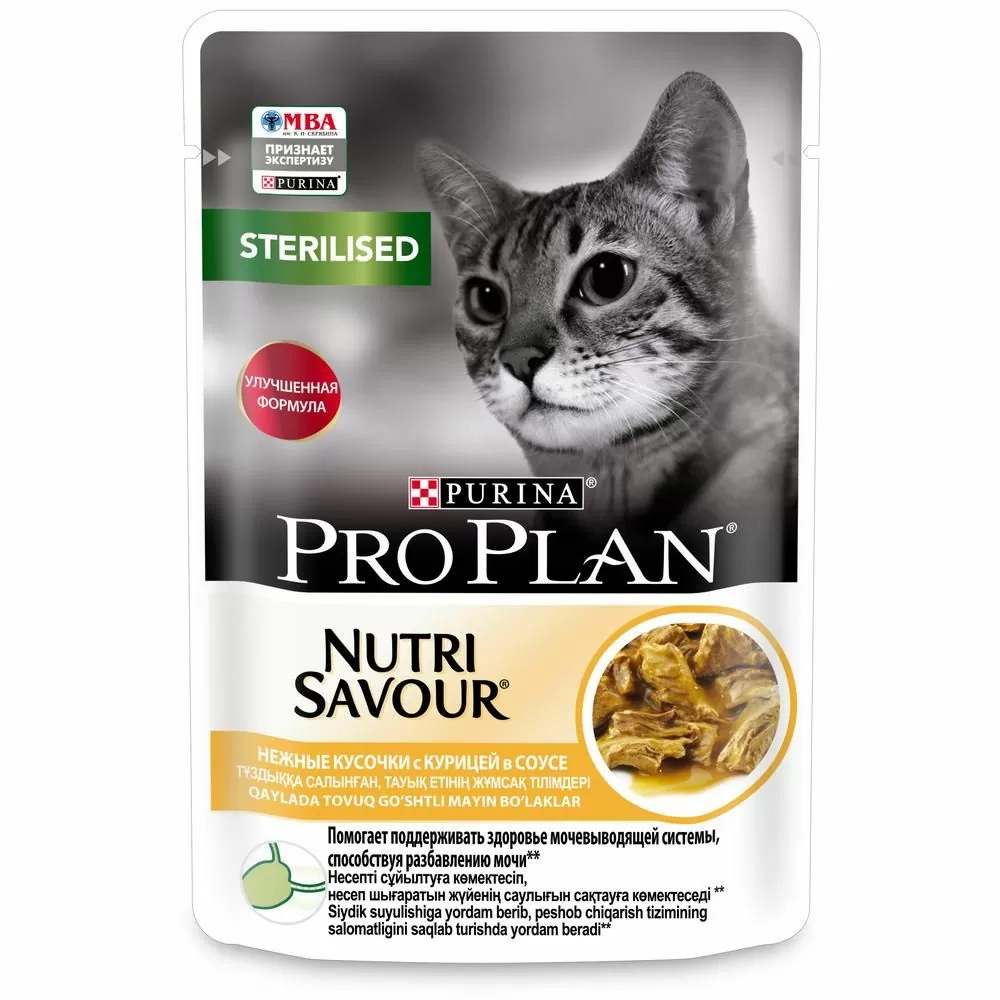 МВА
им. К.И. СКРЯБИНА
ПРИЗНАЕТ
ЭКСПЕРТИЗУ
PURINA
STERILISED
УЛУЧШЕННАЯ
ФОРМУЛА
PURINA®
PRO PLAN®
NUTRI
SAVOUR®
НЕЖНЫЕ КУСОЧКИ с КУРИЦЕЙ в СОУСЕ
ТҰЗДЫҚҚА САЛЫНҒАН, ТАУЫҚ ЕТІНІҢ ЖҰМСАҚ ТІЛІМДЕРІ
QAYLADA TOVUQ GO'SHTLI MAYIN BO'LAKLAR
Помогает поддерживать здоровье мочевыводящей системы,
способствуя разбавлению мочи**
Несепті сұйылтуға көмектесіп,
несеп шығаратын жүйенің саулығын сақтауға көмектеседі **
Siydik suyulishiga yordam berib, peshob chiqarish tizimining
salomatligini saqlab turishda yordam beradi**